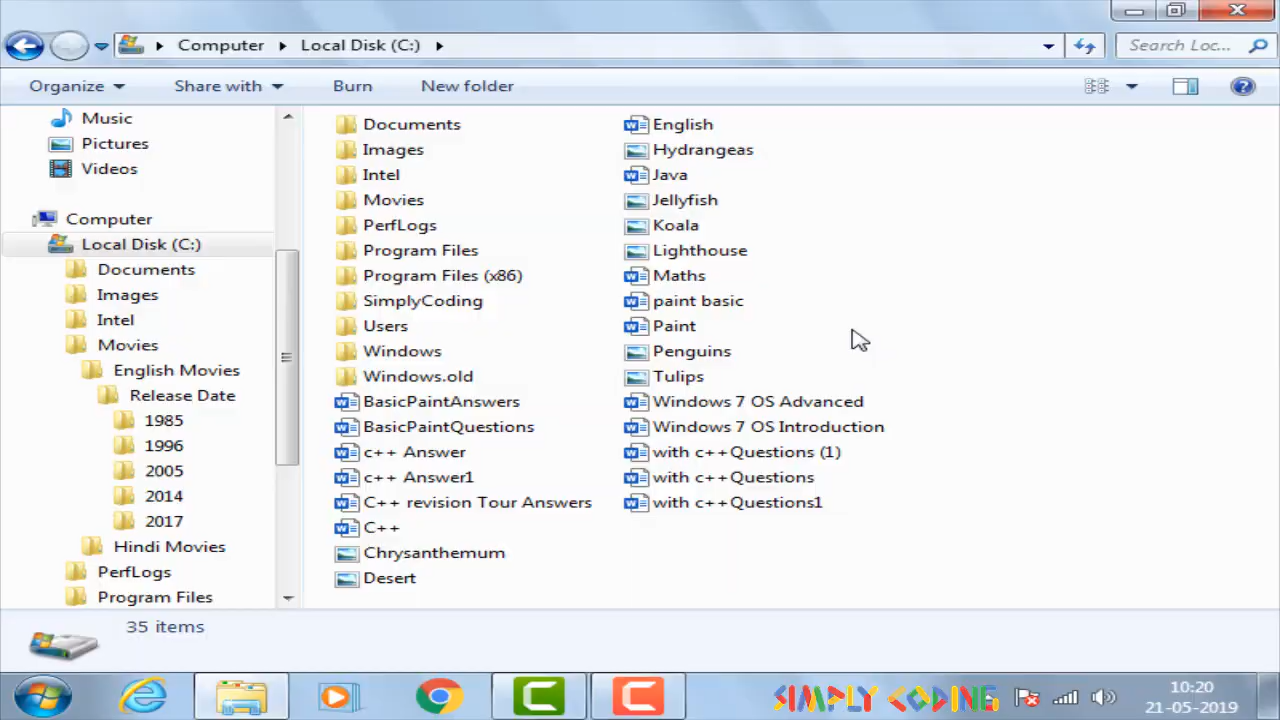 Computer Local Disk (C:)
Search Loc...
Organize Share with Burn New folder
Music
Pictures
Videos
Computer
Local Disk (C:)
Documents
Images
Intel
Movies
English Movies
Release Date
1985
1996
2005
2014
2017
Hindi Movies
PerfLogs
Program Files
Documents
Images
Intel
Movies
PerfLogs
Program Files
Program Files (x86)
SimplyCoding
Users
Windows
Windows.old
BasicPaintAnswers
BasicPaintQuestions
c++ Answer
c++ Answer1
C++ revision Tour Answers
C++
Chrysanthemum
Desert
English
Hydrangeas
Java
Jellyfish
Koala
Lighthouse
Maths
paint basic
Paint
Penguins
Tulips
Windows 7 OS Advanced
Windows 7 OS Introduction
with c++Questions (1)
with c++Questions
with c++Questions1
35 items
SIMPLY CODING
10:20
21-05-2019